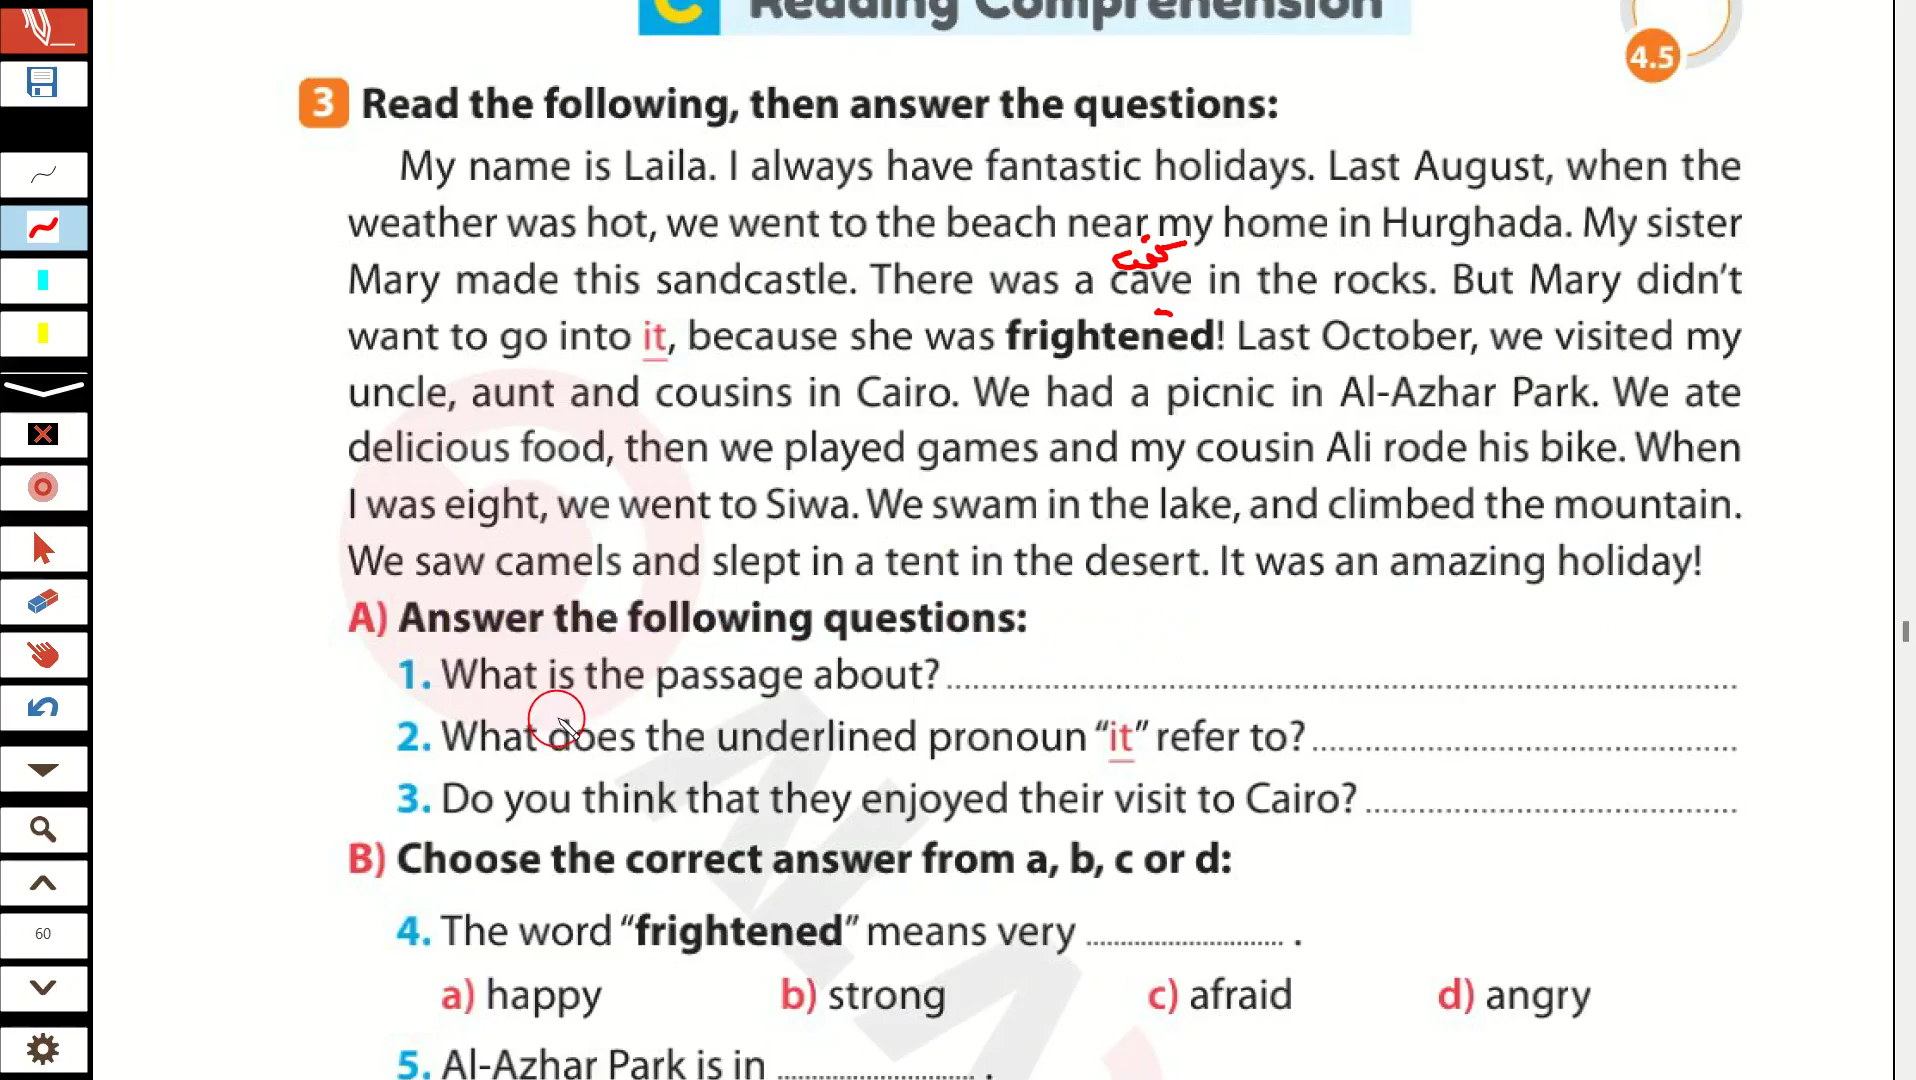 C Reading Comprehension
4.5
3 Read the following, then answer the questions:
My name is Laila. I always have fantastic holidays. Last August, when the
weather was hot, we went to the beach near my home in Hurghada. My sister
كهف
Mary made this sandcastle. There was a cave in the rocks. But Mary didn't
want to go into it, because she was frightened! Last October, we visited my
uncle, aunt and cousins in Cairo. We had a picnic in Al-Azhar Park. We ate
delicious food, then we played games and my cousin Ali rode his bike. When
I was eight, we went to Siwa. We swam in the lake, and climbed the mountain.
We saw camels and slept in a tent in the desert. It was an amazing holiday!
A) Answer the following questions:
1. What is the passage about? ........................
2. What does the underlined pronoun “it” refer to? ........................
3. Do you think that they enjoyed their visit to Cairo? ........................
B) Choose the correct answer from a, b, c or d:
4. The word “frightened” means very ........................ .
a) happy b) strong c) afraid d) angry
5. Al-Azhar Park is in ........................ .
60